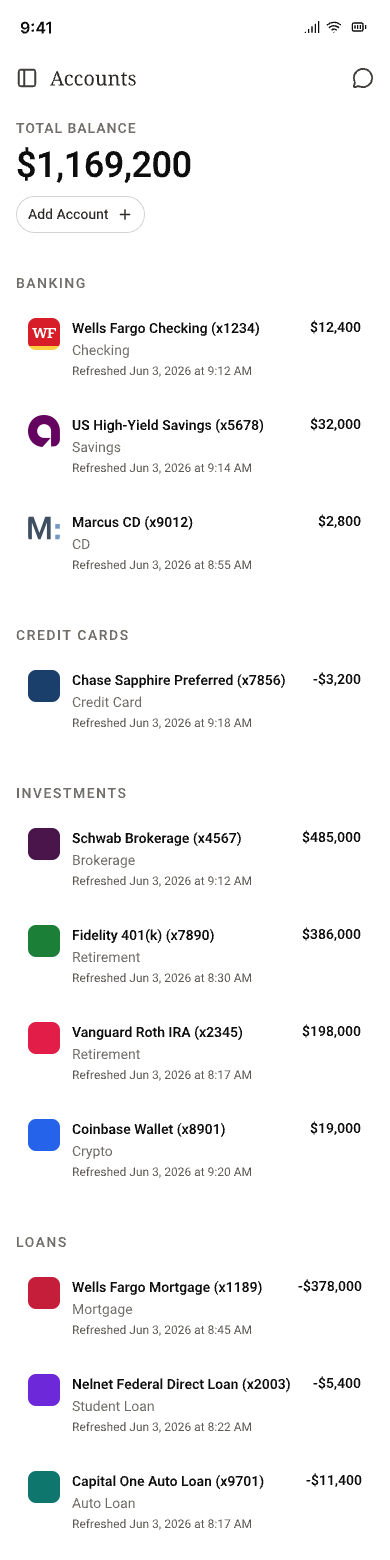 9:41
Accounts
TOTAL BALANCE
$1,169,200
Add Account +
BANKING
WF
Wells Fargo Checking (x1234) $12,400
Checking
Refreshed Jun 3, 2026 at 9:12 AM
US High-Yield Savings (x5678) $32,000
Savings
Refreshed Jun 3, 2026 at 9:14 AM
M:
Marcus CD (x9012) $2,800
CD
Refreshed Jun 3, 2026 at 8:55 AM
CREDIT CARDS
Chase Sapphire Preferred (x7856) -$3,200
Credit Card
Refreshed Jun 3, 2026 at 9:18 AM
INVESTMENTS
Schwab Brokerage (x4567) $485,000
Brokerage
Refreshed Jun 3, 2026 at 9:12 AM
Fidelity 401(k) (x7890) $386,000
Retirement
Refreshed Jun 3, 2026 at 8:30 AM
Vanguard Roth IRA (x2345) $198,000
Retirement
Refreshed Jun 3, 2026 at 8:17 AM
Coinbase Wallet (x8901) $19,000
Crypto
Refreshed Jun 3, 2026 at 9:20 AM
LOANS
Wells Fargo Mortgage (x1189) -$378,000
Mortgage
Refreshed Jun 3, 2026 at 8:45 AM
Nelnet Federal Direct Loan (x2003) -$5,400
Student Loan
Refreshed Jun 3, 2026 at 8:22 AM
Capital One Auto Loan (x9701) -$11,400
Auto Loan
Refreshed Jun 3, 2026 at 8:17 AM